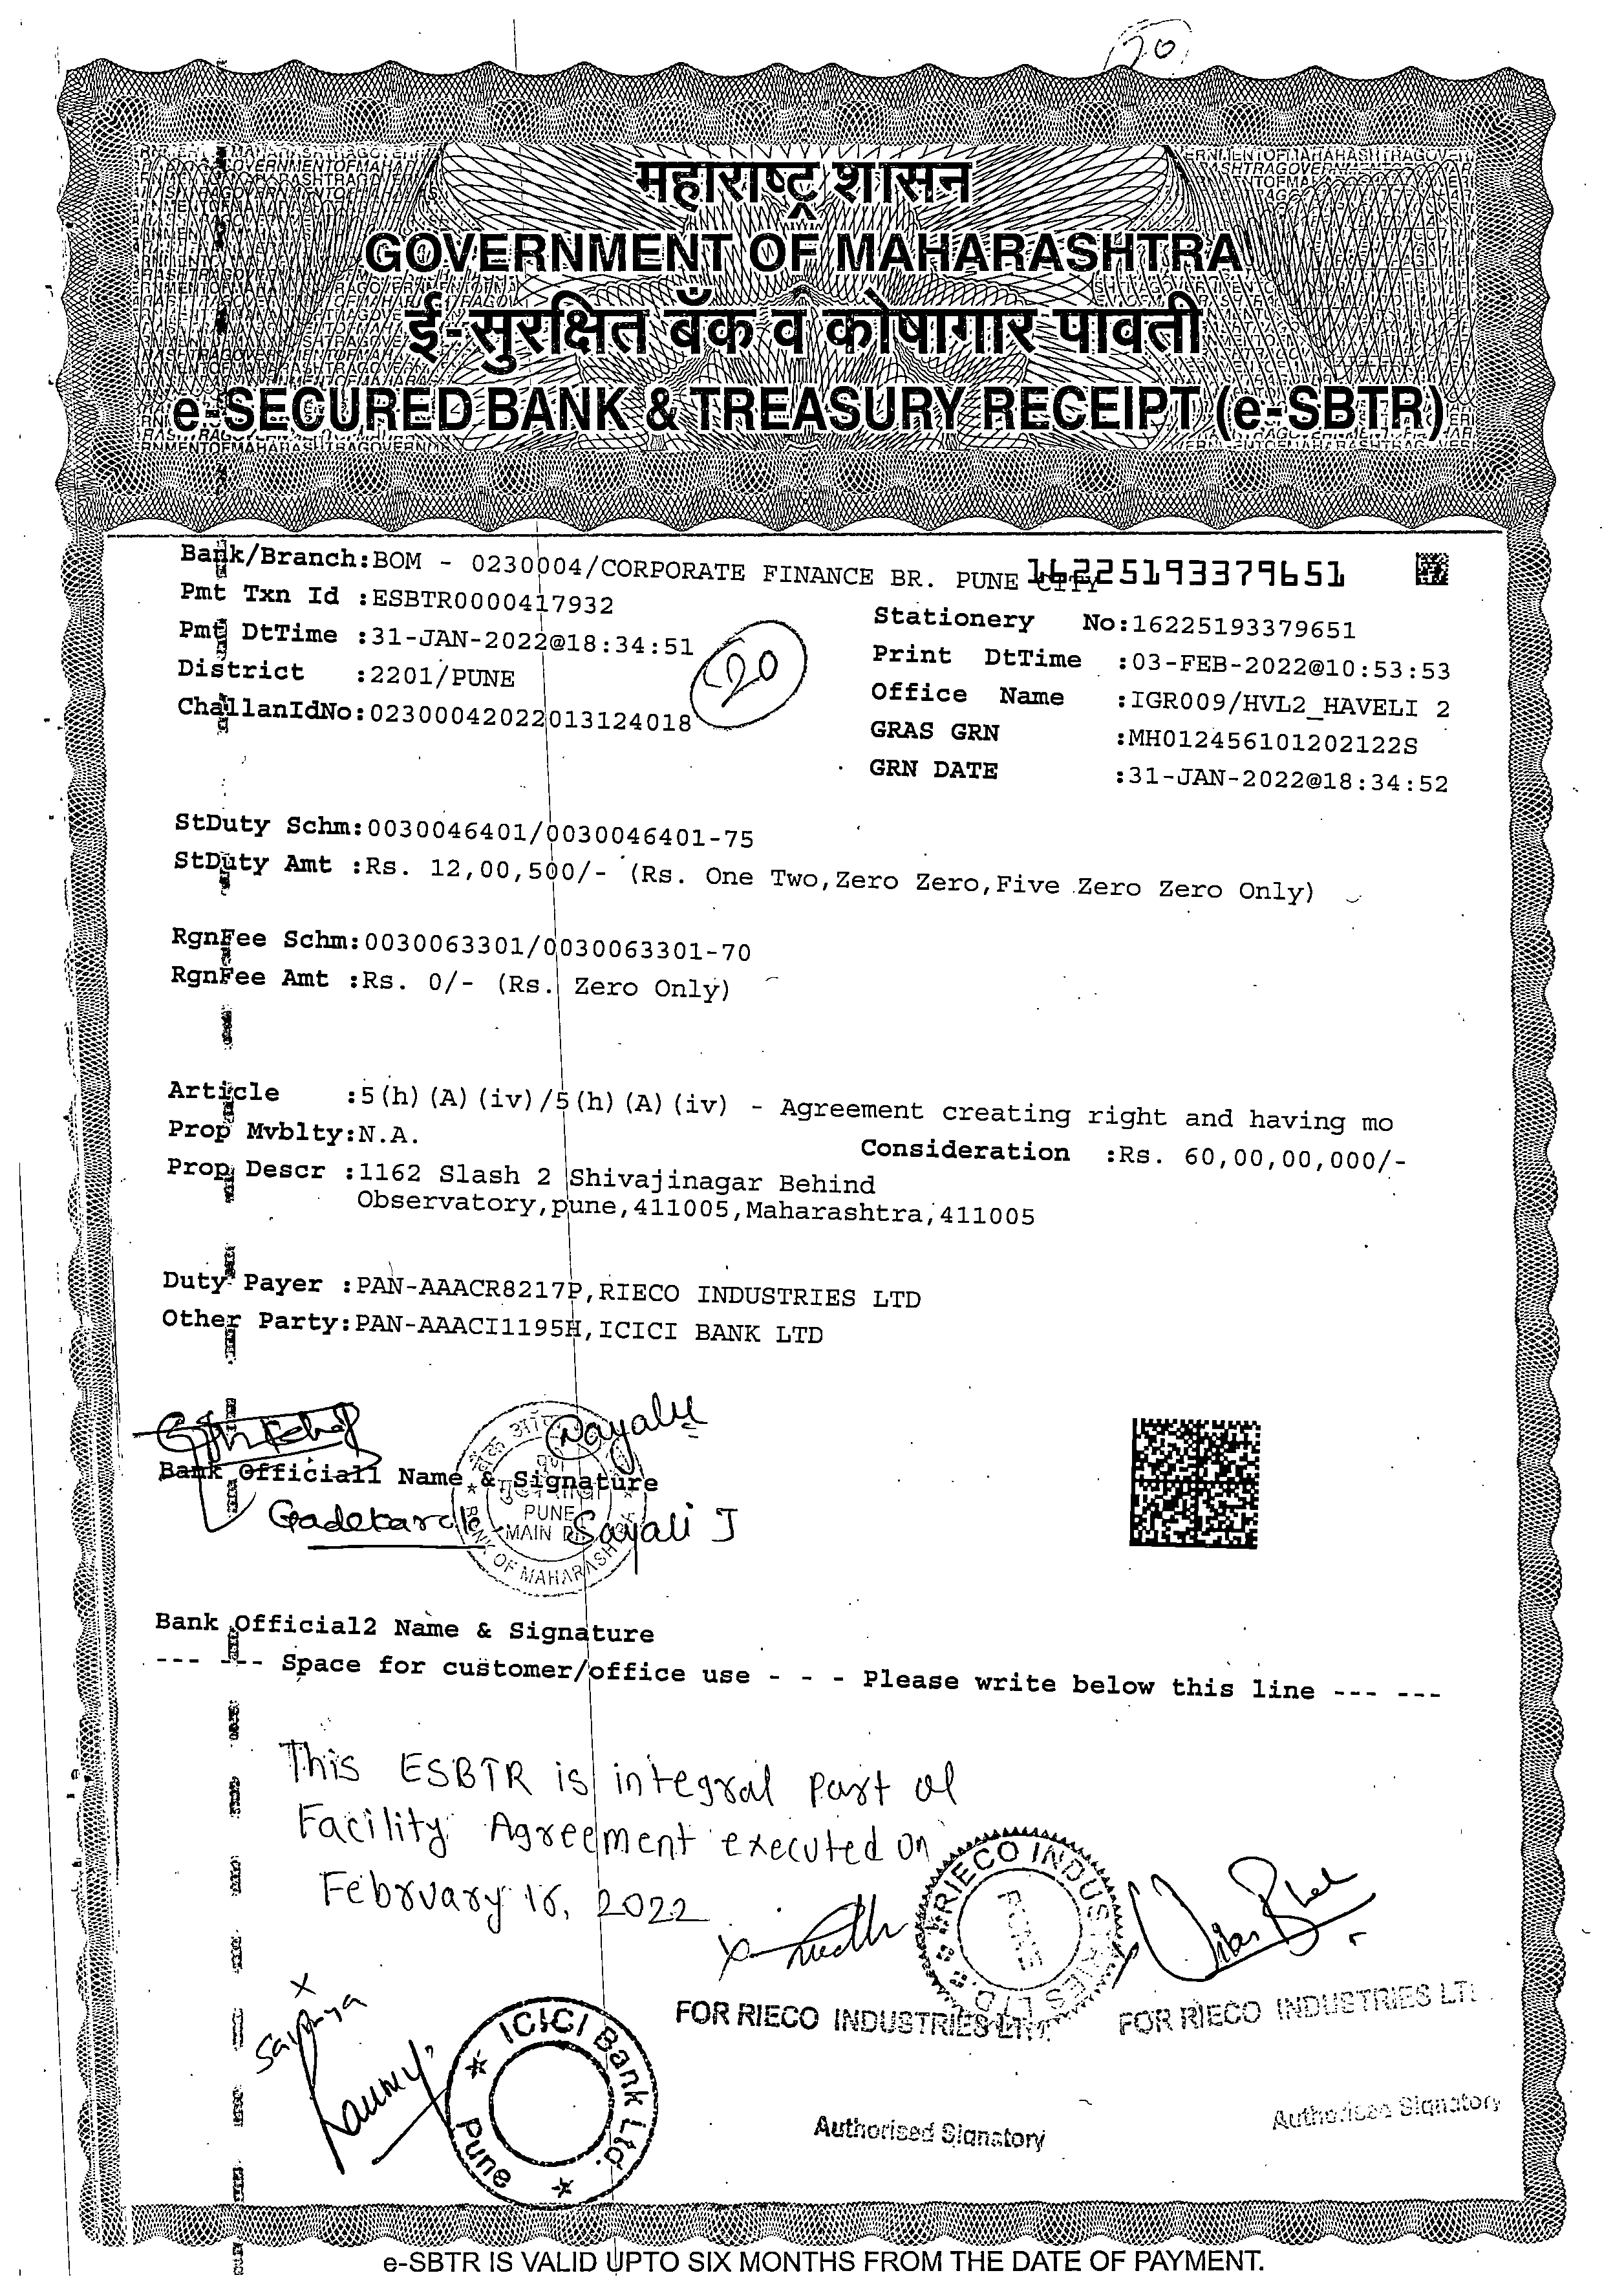 20
महाराष्ट्र शासन
GOVERNMENT OF MAHARASHTRA
ई-सुरक्षित बँक व कोषागार पावती
e-SECURED BANK & TREASURY RECEIPT (e-SBTR)
Bank/Branch:BOM - 0230004/CORPORATE FINANCE BR. PUNE CITY 16225193379651
Pmt Txn Id :ESBTR0000417932
Stationery No:16225193379651
Pmt DtTime :31-JAN-2022@18:34:51
Print DtTime :03-FEB-2022@10:53:53
District :2201/PUNE
20
Office Name :IGR009/HVL2_HAVELI 2
ChallanIdNo:02300042022013124018
GRAS GRN :MH012456101202122S
GRN DATE :31-JAN-2022@18:34:52
StDuty Schm:0030046401/0030046401-75
StDuty Amt :Rs. 12,00,500/- (Rs. One Two,Zero Zero,Five Zero Zero Only)
RgnFee Schm:0030063301/0030063301-70
RgnFee Amt :Rs. 0/- (Rs. Zero Only)
Article :5(h)(A)(iv)/5(h)(A)(iv) - Agreement creating right and having mo
Prop Mvblty:N.A. Consideration :Rs. 60,00,00,000/-
Prop Descr :1162 Slash 2 Shivajinagar Behind
Observatory,pune,411005,Maharashtra,411005
Duty Payer :PAN-AAACR8217P,RIECO INDUSTRIES LTD
Other Party:PAN-AAACI1195H,ICICI BANK LTD
Bank Official1 Name & Signature
Sayali J
PUNE
MAIN
BANK OF MAHARASHTRA
Bank Official2 Name & Signature
--- --- Space for customer/office use - - - Please write below this line --- ---
This ESBTR is integral part of
Facility Agreement executed on
February 16, 2022
RIECO INDUSTRIES LTD.
PUNE
FOR RIECO INDUSTRIES LTD.
FOR RIECO INDUSTRIES LT
ICICI Bank Ltd.
Pune
Authorised Signatory
Authorised Signatory
e-SBTR IS VALID UPTO SIX MONTHS FROM THE DATE OF PAYMENT.